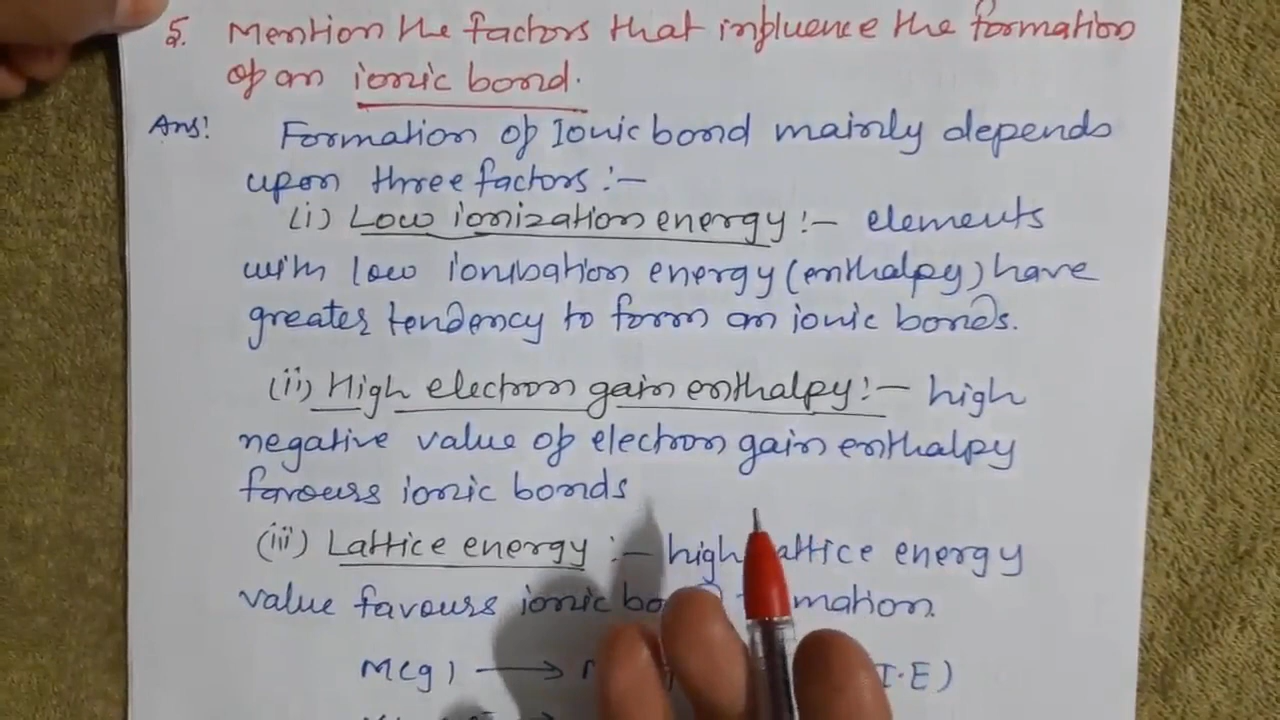 5. Mention the factors that influence the formation
of an ionic bond.
Ans: Formation of Ionic bond mainly depends
upon three factors :-
(i) Low ionization energy :- elements
with low ionisation energy (enthalpy) have
greater tendency to form an ionic bonds.
(ii) High electron gain enthalpy :- high
negative value of electron gain enthalpy
favours ionic bonds
(iii) Lattice energy :- high lattice energy
value favours ionic
M(g) ⟶ I.E)